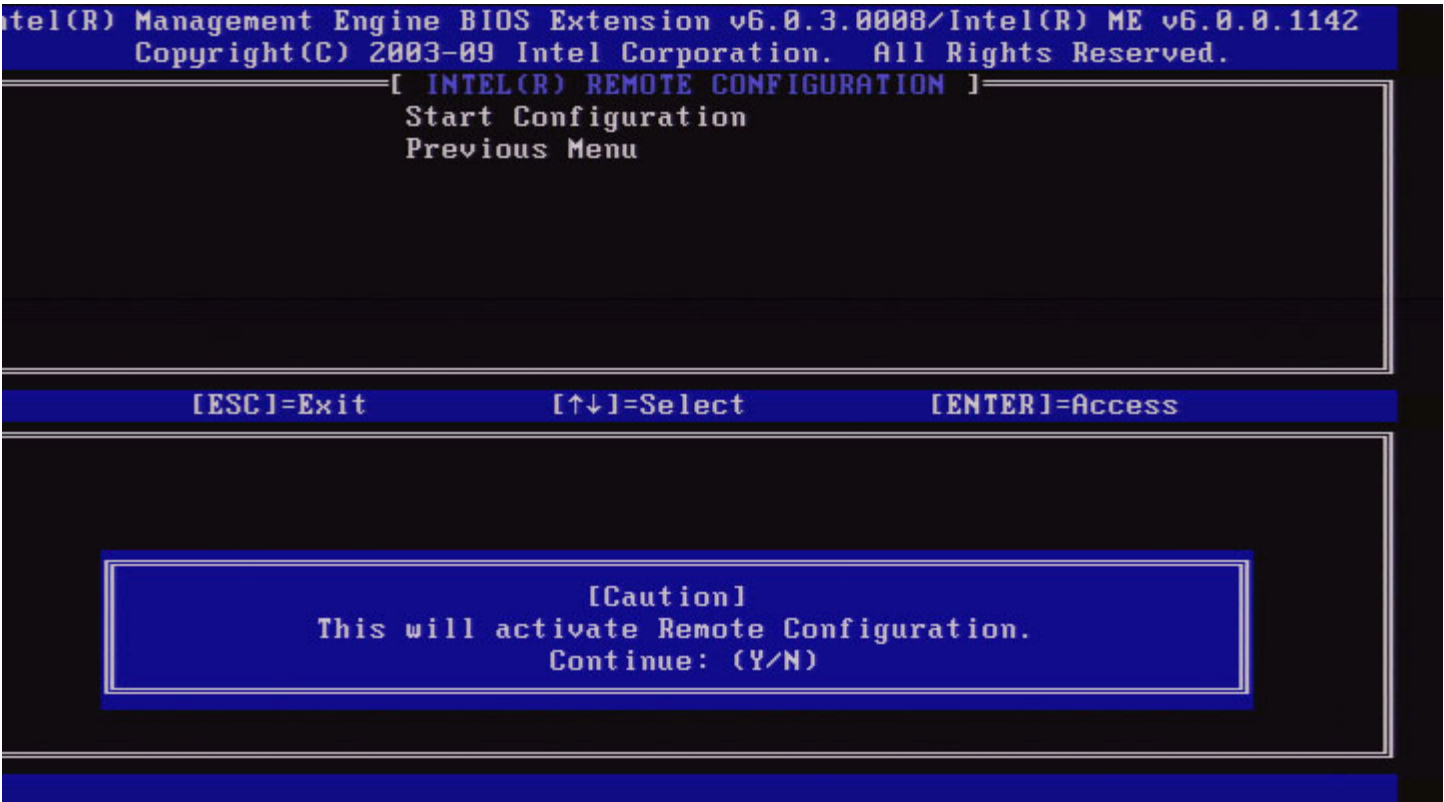 ntel(R) Management Engine BIOS Extension v6.0.3.0008/Intel(R) ME v6.0.0.1142
Copyright(C) 2003-09 Intel Corporation.  All Rights Reserved.
[ INTEL(R) REMOTE CONFIGURATION ]
Start Configuration
Previous Menu
[ESC]=Exit [↑↓]=Select [ENTER]=Access
[Caution]
This will activate Remote Configuration.
Continue: (Y/N)